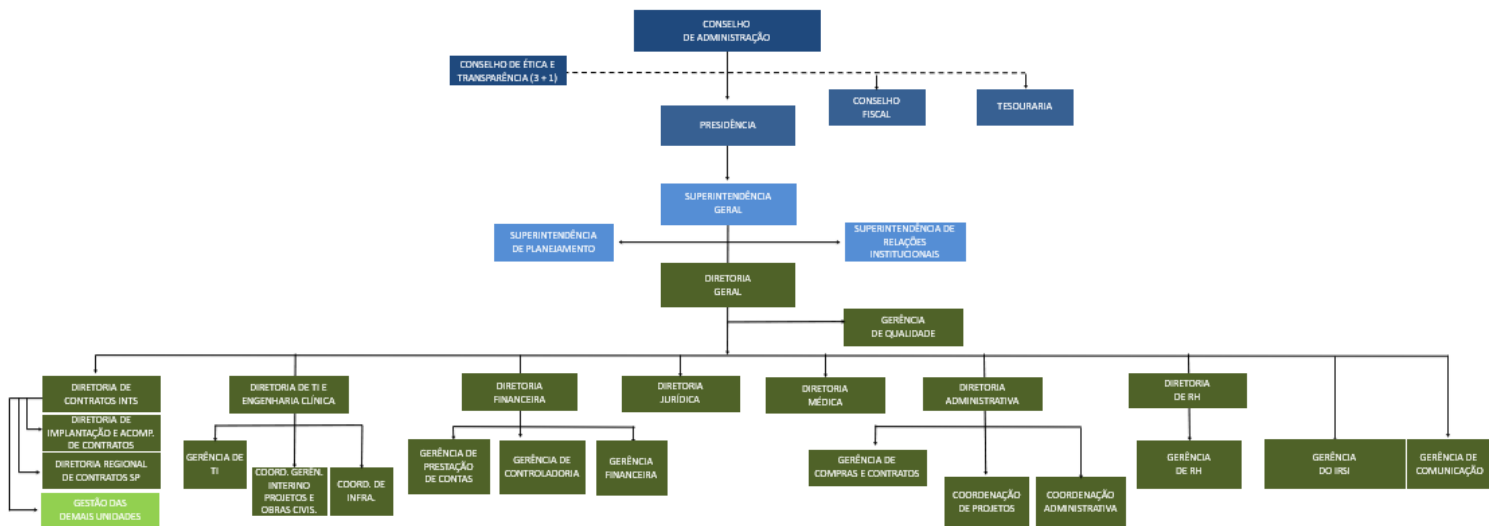 CONSELHO
DE ADMINISTRAÇÃO
CONSELHO DE ÉTICA E
TRANSPARÊNCIA (3 + 1)
CONSELHO
FISCAL
TESOURARIA
PRESIDÊNCIA
SUPERINTENDÊNCIA
GERAL
SUPERINTENDÊNCIA
DE PLANEJAMENTO
SUPERINTENDÊNCIA DE
RELAÇÕES
INSTITUCIONAIS
DIRETORIA
GERAL
GERÊNCIA
DE QUALIDADE
DIRETORIA DE
CONTRATOS INTS
DIRETORIA DE TI E
ENGENHARIA CLÍNICA
DIRETORIA
FINANCEIRA
DIRETORIA
JURÍDICA
DIRETORIA
MÉDICA
DIRETORIA
ADMINISTRATIVA
DIRETORIA
DE RH
DIRETORIA DE
IMPLANTAÇÃO E ACOMP.
DE CONTRATOS
DIRETORIA REGIONAL
DE CONTRATOS SP
GESTÃO DAS
DEMAIS UNIDADES
GERÊNCIA DE
TI
COORD. GERÊN.
INTERINO
PROJETOS E
OBRAS CIVIS.
COORD. DE
INFRA.
GERÊNCIA DE
PRESTAÇÃO
DE CONTAS
GERÊNCIA DE
CONTROLADORIA
GERÊNCIA
FINANCEIRA
GERÊNCIA DE
COMPRAS E CONTRATOS
COORDENAÇÃO
DE PROJETOS
COORDENAÇÃO
ADMINISTRATIVA
GERÊNCIA
DE RH
GERÊNCIA
DO IRSI
GERÊNCIA DE
COMUNICAÇÃO